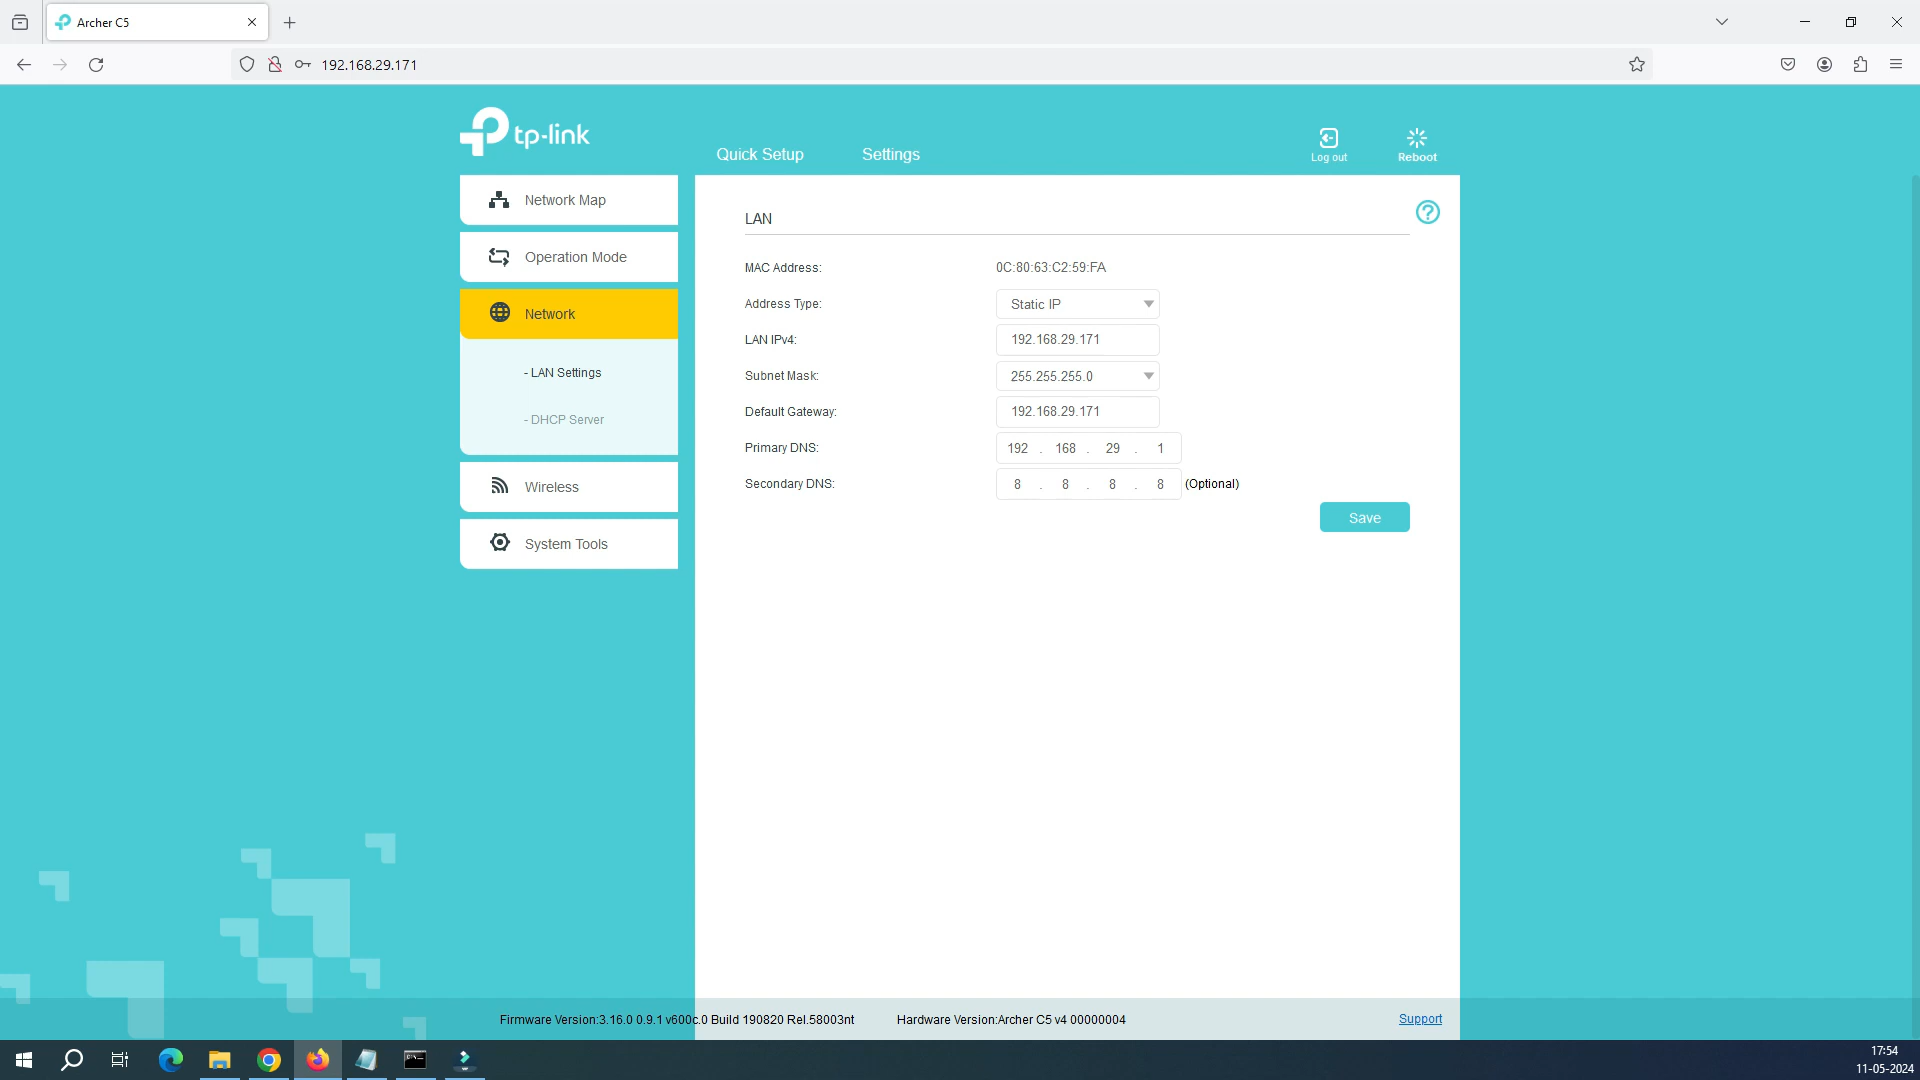 Archer C5
192.168.29.171
tp-link
Quick Setup
Settings
Log out
Reboot
Network Map
Operation Mode
Network
- LAN Settings
- DHCP Server
Wireless
System Tools
LAN
MAC Address: 0C:80:63:C2:59:FA
Address Type: Static IP
LAN IPv4: 192.168.29.171
Subnet Mask: 255.255.255.0
Default Gateway: 192.168.29.171
Primary DNS: 192 . 168 . 29 . 1
Secondary DNS: 8 . 8 . 8 . 8 (Optional)
Save
Firmware Version:3.16.0 0.9.1 v600c.0 Build 190820 Rel.58003nt
Hardware Version:Archer C5 v4 00000004
Support
17:54
11-05-2024